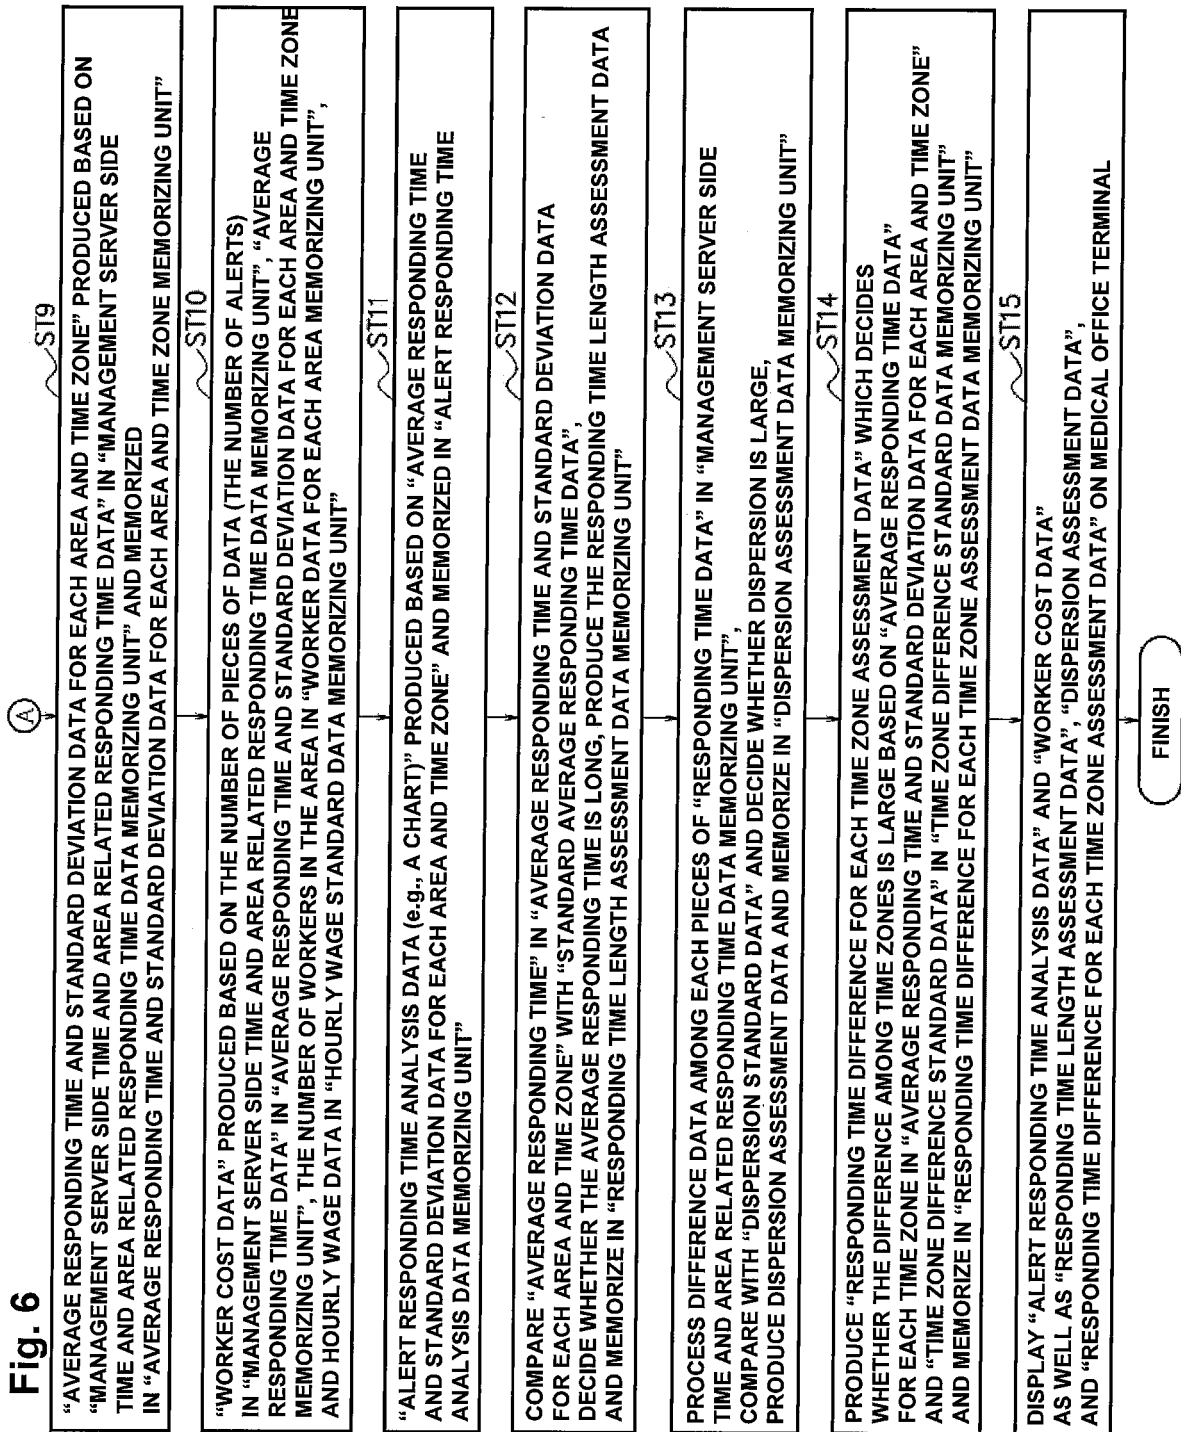 Fig. 6
A
ST9
“AVERAGE RESPONDING TIME AND STANDARD DEVIATION DATA FOR EACH AREA AND TIME ZONE” PRODUCED BASED ON
“MANAGEMENT SERVER SIDE TIME AND AREA RELATED RESPONDING TIME DATA” IN “MANAGEMENT SERVER SIDE
TIME AND AREA RELATED RESPONDING TIME DATA MEMORIZING UNIT” AND MEMORIZED
IN “AVERAGE RESPONDING TIME AND STANDARD DEVIATION DATA FOR EACH AREA AND TIME ZONE MEMORIZING UNIT”
ST10
“WORKER COST DATA” PRODUCED BASED ON THE NUMBER OF PIECES OF DATA (THE NUMBER OF ALERTS)
IN “MANAGEMENT SERVER SIDE TIME AND AREA RELATED RESPONDING TIME DATA MEMORIZING UNIT”, “AVERAGE
RESPONDING TIME DATA” IN “AVERAGE RESPONDING TIME AND STANDARD DEVIATION DATA FOR EACH AREA AND TIME ZONE
MEMORIZING UNIT”, THE NUMBER OF WORKERS IN THE AREA IN “WORKER DATA FOR EACH AREA MEMORIZING UNIT”,
AND HOURLY WAGE DATA IN “HOURLY WAGE STANDARD DATA MEMORIZING UNIT”
ST11
“ALERT RESPONDING TIME ANALYSIS DATA (e.g., A CHART)” PRODUCED BASED ON “AVERAGE RESPONDING TIME
AND STANDARD DEVIATION DATA FOR EACH AREA AND TIME ZONE” AND MEMORIZED IN “ALERT RESPONDING TIME
ANALYSIS DATA MEMORIZING UNIT”
ST12
COMPARE “AVERAGE RESPONDING TIME” IN “AVERAGE RESPONDING TIME AND STANDARD DEVIATION DATA
FOR EACH AREA AND TIME ZONE” WITH “STANDARD AVERAGE RESPONDING TIME DATA”,
DECIDE WHETHER THE AVERAGE RESPONDING TIME IS LONG, PRODUCE THE RESPONDING TIME LENGTH ASSESSMENT DATA
AND MEMORIZE IN “RESPONDING TIME LENGTH ASSESSMENT DATA MEMORIZING UNIT”
ST13
PROCESS DIFFERENCE DATA AMONG EACH PIECES OF “RESPONDING TIME DATA” IN “MANAGEMENT SERVER SIDE
TIME AND AREA RELATED RESPONDING TIME DATA MEMORIZING UNIT”,
COMPARE WITH “DISPERSION STANDARD DATA” AND DECIDE WHETHER DISPERSION IS LARGE,
PRODUCE DISPERSION ASSESSMENT DATA AND MEMORIZE IN “DISPERSION ASSESSMENT DATA MEMORIZING UNIT”
ST14
PRODUCE “RESPONDING TIME DIFFERENCE FOR EACH TIME ZONE ASSESSMENT DATA” WHICH DECIDES
WHETHER THE DIFFERENCE AMONG TIME ZONES IS LARGE BASED ON “AVERAGE RESPONDING TIME DATA”
FOR EACH TIME ZONE IN “AVERAGE RESPONDING TIME AND STANDARD DEVIATION DATA FOR EACH AREA AND TIME ZONE”
AND “TIME ZONE DIFFERENCE STANDARD DATA” IN “TIME ZONE DIFFERENCE STANDARD DATA MEMORIZING UNIT”
AND MEMORIZE IN “RESPONDING TIME DIFFERENCE FOR EACH TIME ZONE ASSESSMENT DATA MEMORIZING UNIT”
ST15
DISPLAY “ALERT RESPONDING TIME ANALYSIS DATA” AND “WORKER COST DATA”
AS WELL AS “RESPONDING TIME LENGTH ASSESSMENT DATA”, “DISPERSION ASSESSMENT DATA”,
AND “RESPONDING TIME DIFFERENCE FOR EACH TIME ZONE ASSESSMENT DATA” ON MEDICAL OFFICE TERMINAL
FINISH